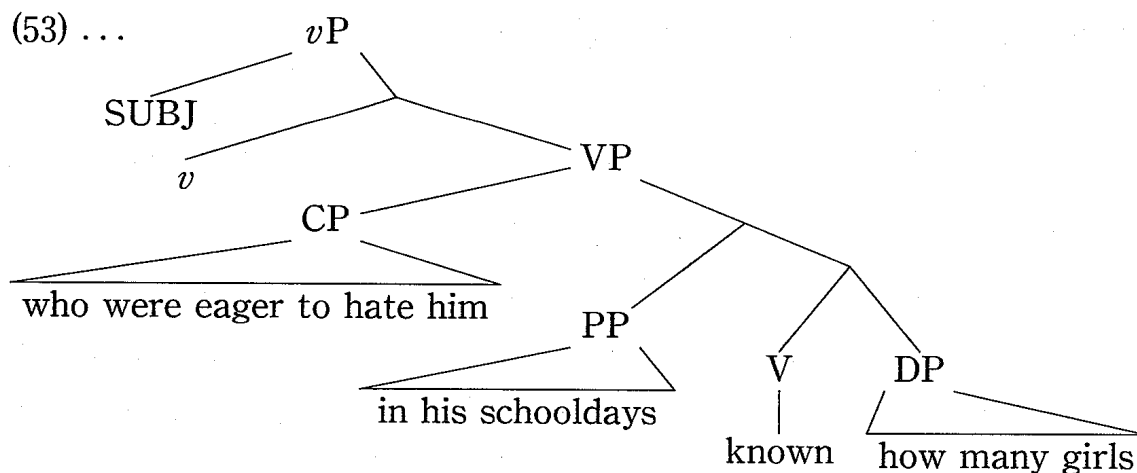 (53) ... vP
SUBJ
v VP
CP
who were eager to hate him
PP V DP
in his schooldays
known how many girls